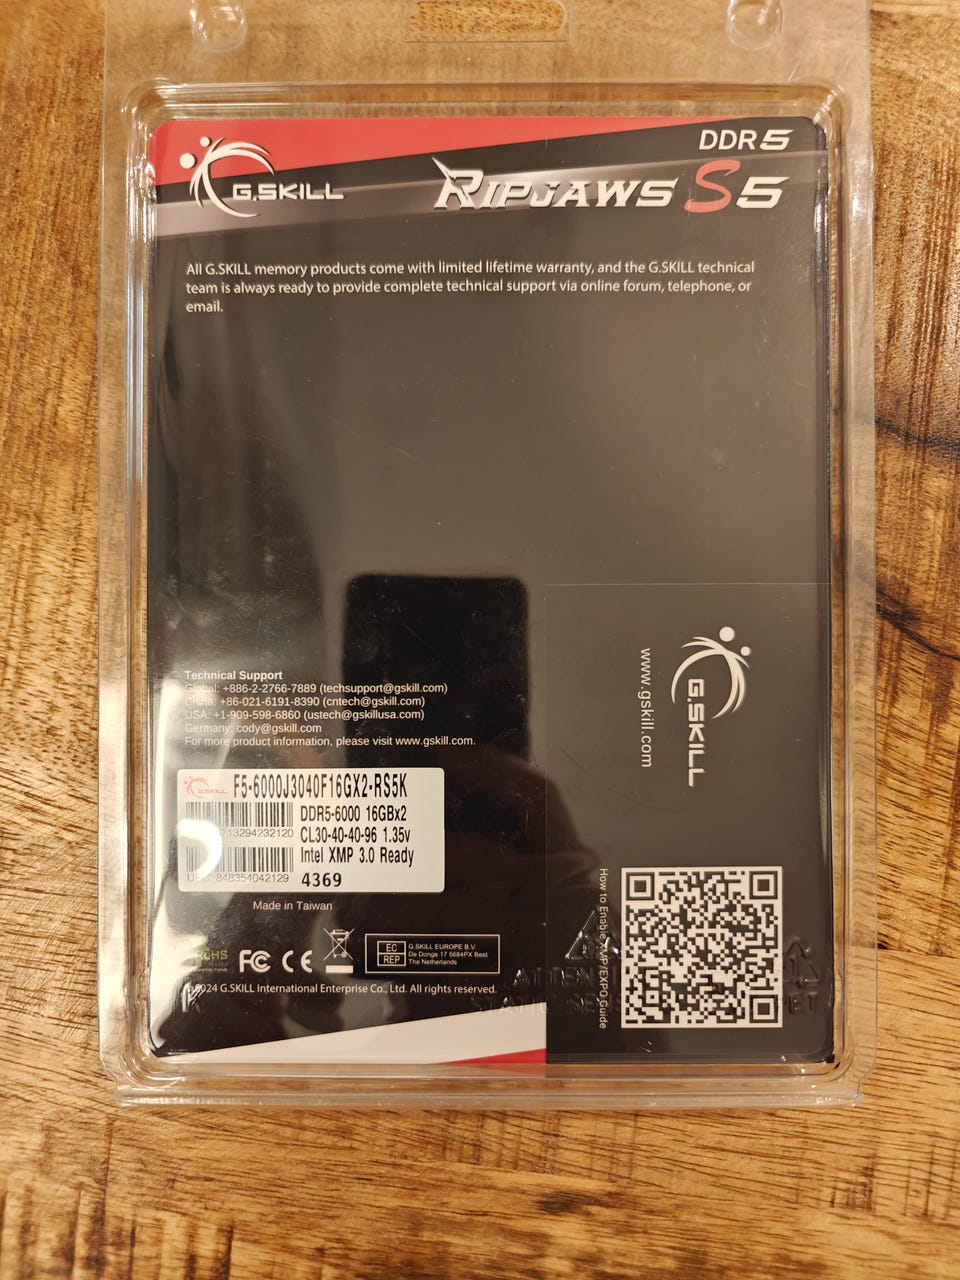 G.SKILL
DDR5
RIPJAWS S5
All G.SKILL memory products come with limited lifetime warranty, and the G.SKILL technical
team is always ready to provide complete technical support via online forum, telephone, or
email.
G.SKILL
www.gskill.com
Technical Support
Global: +886-2-2766-7889 (techsupport@gskill.com)
China: +86-021-6191-8390 (cntech@gskill.com)
USA: +1-909-598-6860 (ustech@gskillusa.com)
Germany: cody@gskill.com
For more product information, please visit www.gskill.com.
G.SKILL F5-6000J3040F16GX2-RS5K
DDR5-6000 16GBx2
713294232120 CL30-40-40-96 1.35v
Intel XMP 3.0 Ready
848354042129 4369
Made in Taiwan
RoHS
FC CE
EC REP
G.SKILL EUROPE B.V.
De Donge 17 5684PX Best
The Netherlands
©2024 G.SKILL International Enterprise Co., Ltd. All rights reserved.
How to Enable XMP/EXPO Guide